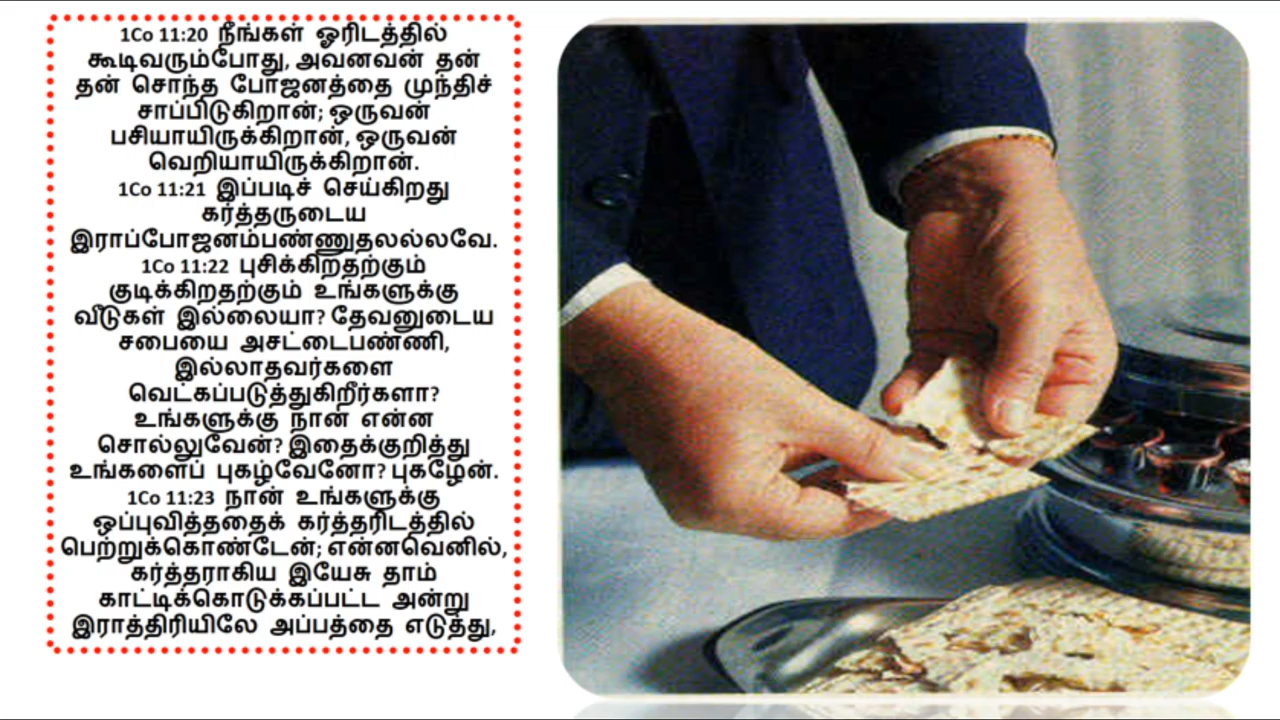 1Co 11:20 நீங்கள் ஓரிடத்தில்
கூடிவரும்போது, அவனவன் தன்
தன் சொந்த போஜனத்தை முந்திச்
சாப்பிடுகிறான்; ஒருவன்
பசியாயிருக்கிறான், ஒருவன்
வெறியாயிருக்கிறான்.
1Co 11:21 இப்படிச் செய்கிறது
கர்த்தருடைய
இராப்போஜனம்பண்ணுதலல்லவே.
1Co 11:22 புசிக்கிறதற்கும்
குடிக்கிறதற்கும் உங்களுக்கு
வீடுகள் இல்லையா? தேவனுடைய
சபையை அசட்டைபண்ணி,
இல்லாதவர்களை
வெட்கப்படுத்துகிறீர்களா?
உங்களுக்கு நான் என்ன
சொல்லுவேன்? இதைக்குறித்து
உங்களைப் புகழ்வேனோ? புகழேன்.
1Co 11:23 நான் உங்களுக்கு
ஒப்புவித்ததைக் கர்த்தரிடத்தில்
பெற்றுக்கொண்டேன்; என்னவெனில்,
கர்த்தராகிய இயேசு தாம்
காட்டிக்கொடுக்கப்பட்ட அன்று
இராத்திரியிலே அப்பத்தை எடுத்து,